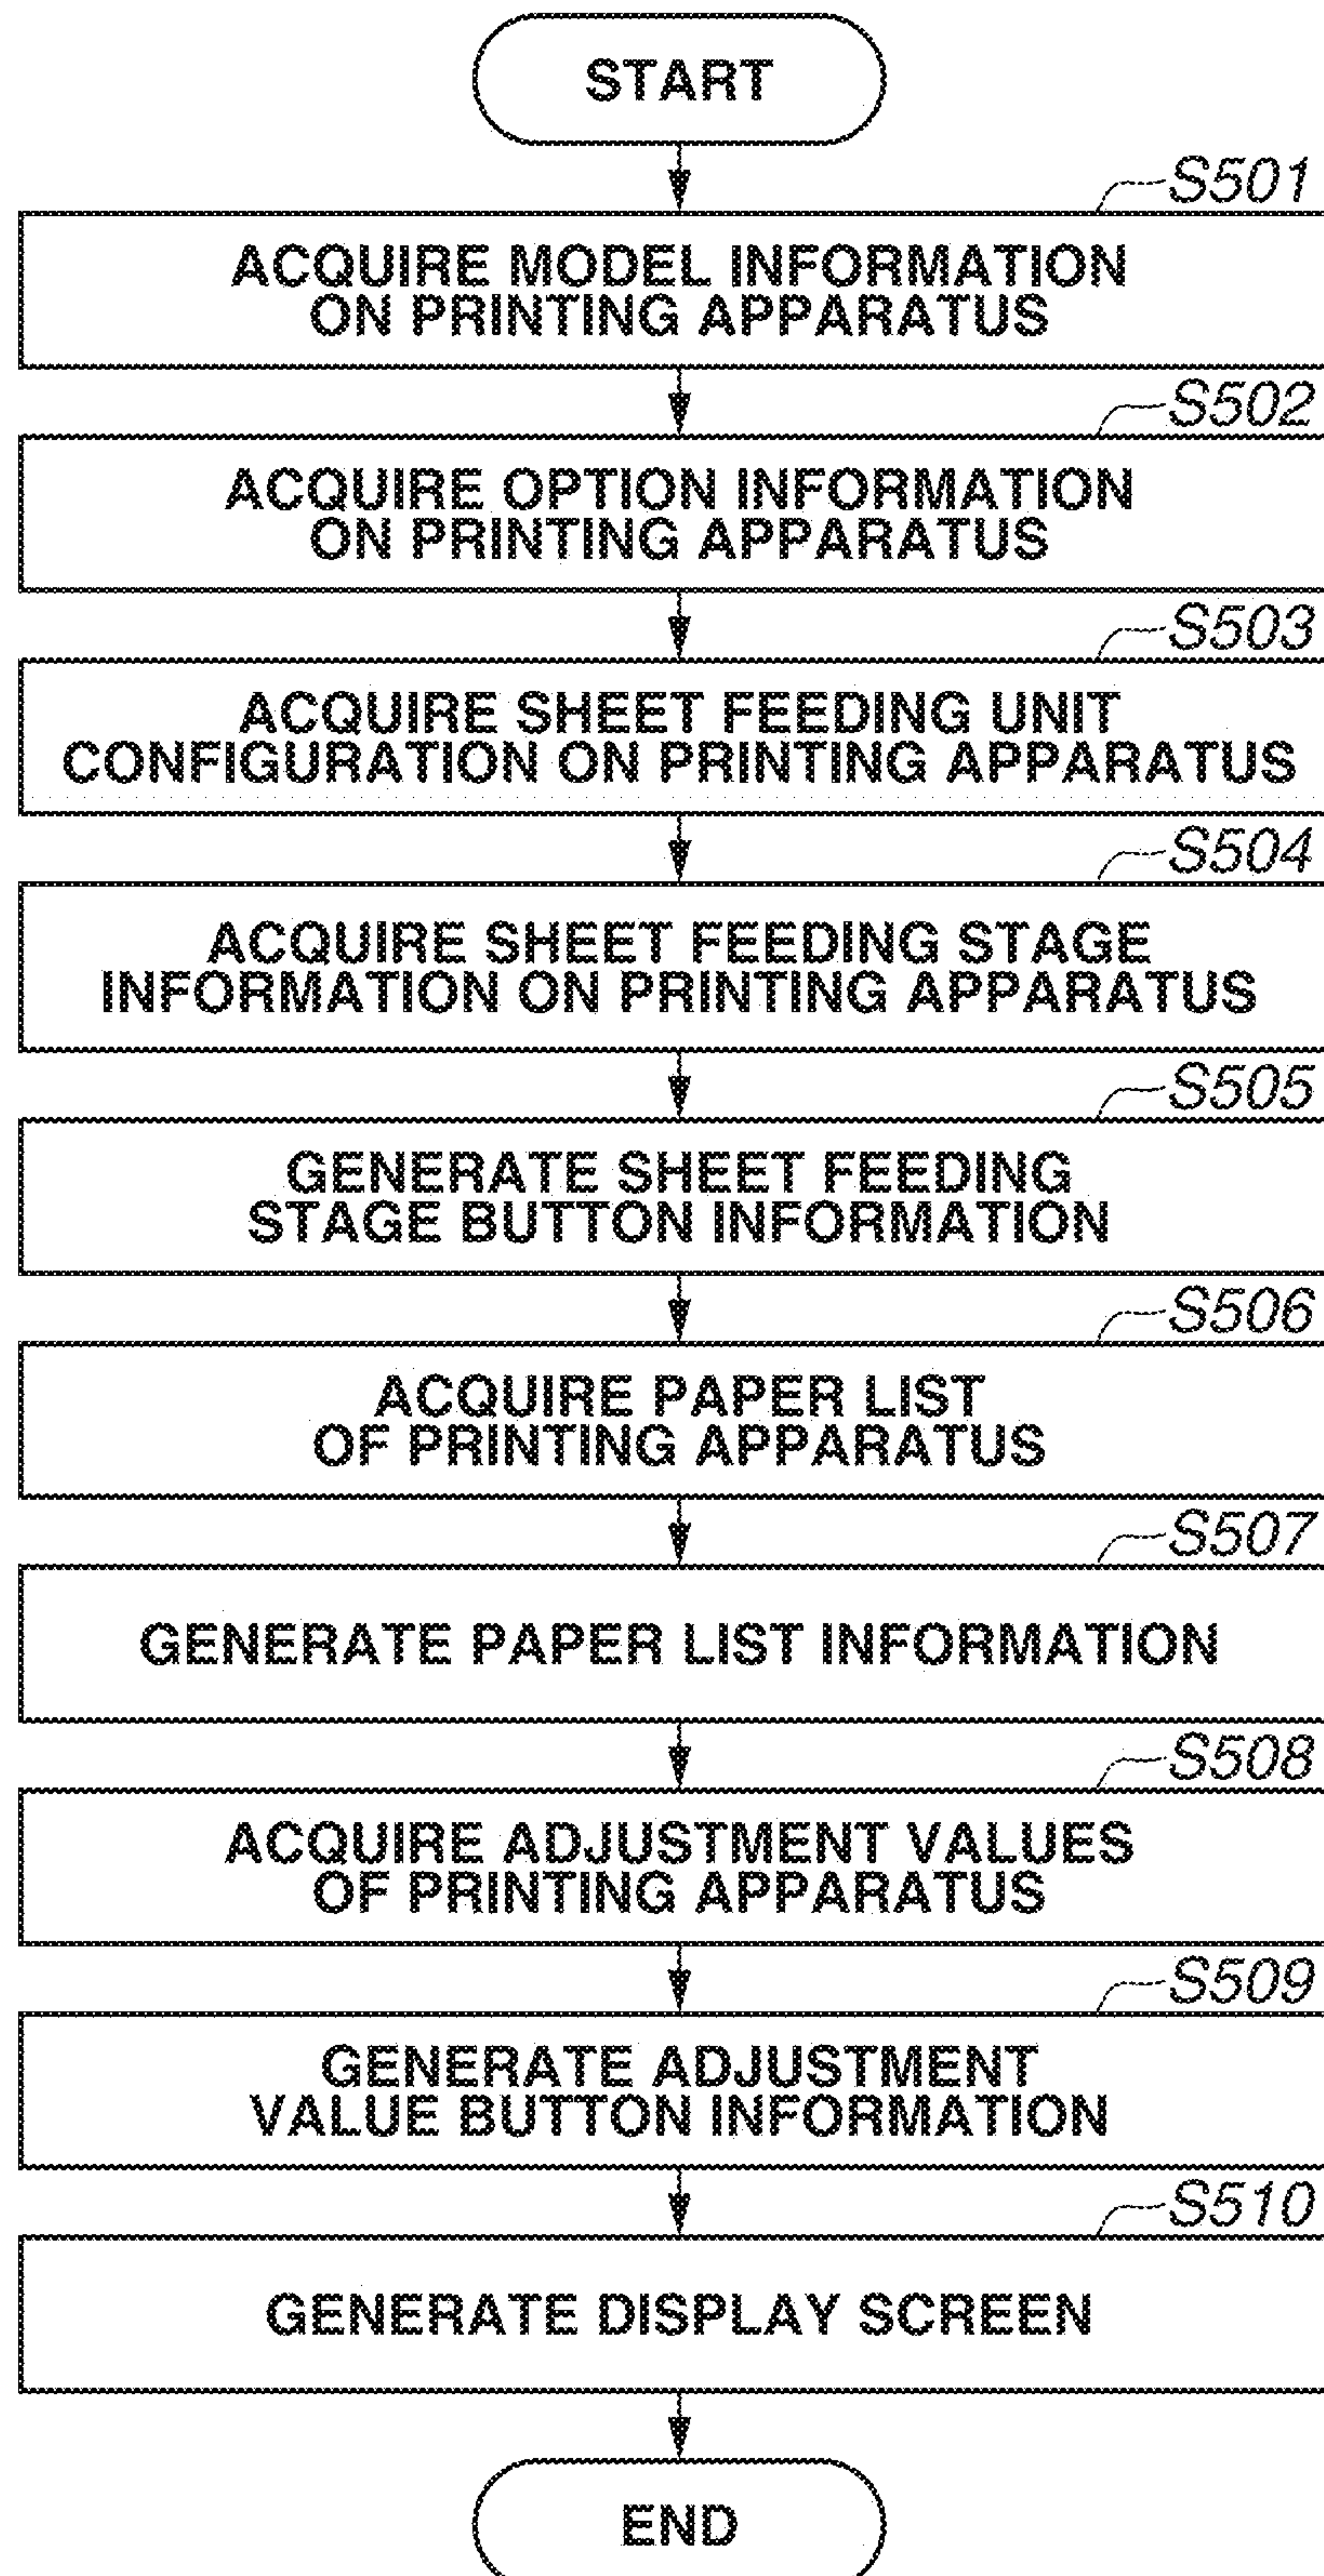 START
S501
ACQUIRE MODEL INFORMATION
ON PRINTING APPARATUS
S502
ACQUIRE OPTION INFORMATION
ON PRINTING APPARATUS
S503
ACQUIRE SHEET FEEDING UNIT
CONFIGURATION ON PRINTING APPARATUS
S504
ACQUIRE SHEET FEEDING STAGE
INFORMATION ON PRINTING APPARATUS
S505
GENERATE SHEET FEEDING
STAGE BUTTON INFORMATION
S506
ACQUIRE PAPER LIST
OF PRINTING APPARATUS
S507
GENERATE PAPER LIST INFORMATION
S508
ACQUIRE ADJUSTMENT VALUES
OF PRINTING APPARATUS
S509
GENERATE ADJUSTMENT
VALUE BUTTON INFORMATION
S510
GENERATE DISPLAY SCREEN
END